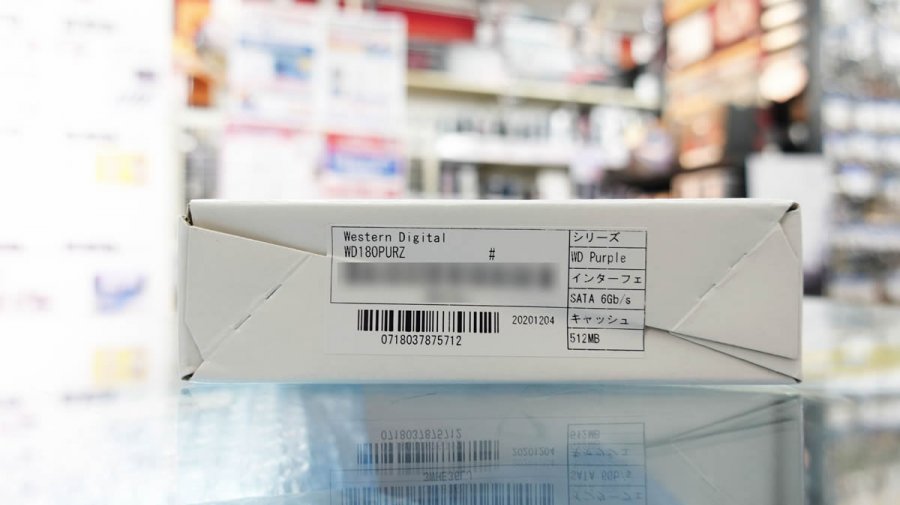 Western Digital
WD180PURZ #
20201204
0718037875712
シリーズ
WD Purple
インターフェ
SATA 6Gb/s
キャッシュ
512MB